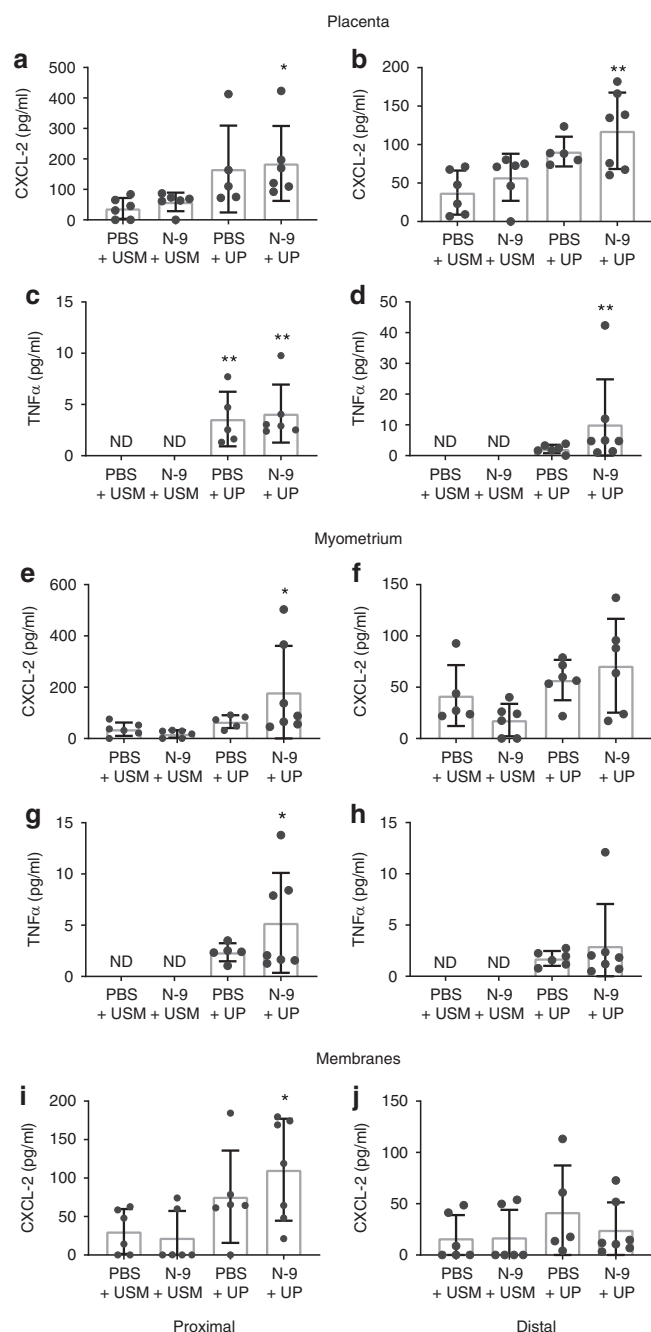 Placenta
a
b
CXCL-2 (pg/ml)
500
400
300
200
100
0
*
PBS + USM
N-9 + USM
PBS + UP
N-9 + UP
CXCL-2 (pg/ml)
200
150
100
50
0
**
PBS + USM
N-9 + USM
PBS + UP
N-9 + UP
c
d
TNFα (pg/ml)
15
10
5
0
ND
ND
**
**
PBS + USM
N-9 + USM
PBS + UP
N-9 + UP
TNFα (pg/ml)
50
40
30
20
10
0
ND
ND
**
PBS + USM
N-9 + USM
PBS + UP
N-9 + UP
Myometrium
e
f
CXCL-2 (pg/ml)
600
400
200
0
*
PBS + USM
N-9 + USM
PBS + UP
N-9 + UP
CXCL-2 (pg/ml)
150
100
50
0
PBS + USM
N-9 + USM
PBS + UP
N-9 + UP
g
h
TNFα (pg/ml)
15
10
5
0
ND
ND
*
PBS + USM
N-9 + USM
PBS + UP
N-9 + UP
TNFα (pg/ml)
15
10
5
0
ND
ND
PBS + USM
N-9 + USM
PBS + UP
N-9 + UP
Membranes
i
j
CXCL-2 (pg/ml)
200
150
100
50
0
*
PBS + USM
N-9 + USM
PBS + UP
N-9 + UP
CXCL-2 (pg/ml)
150
100
50
0
PBS + USM
N-9 + USM
PBS + UP
N-9 + UP
Proximal
Distal